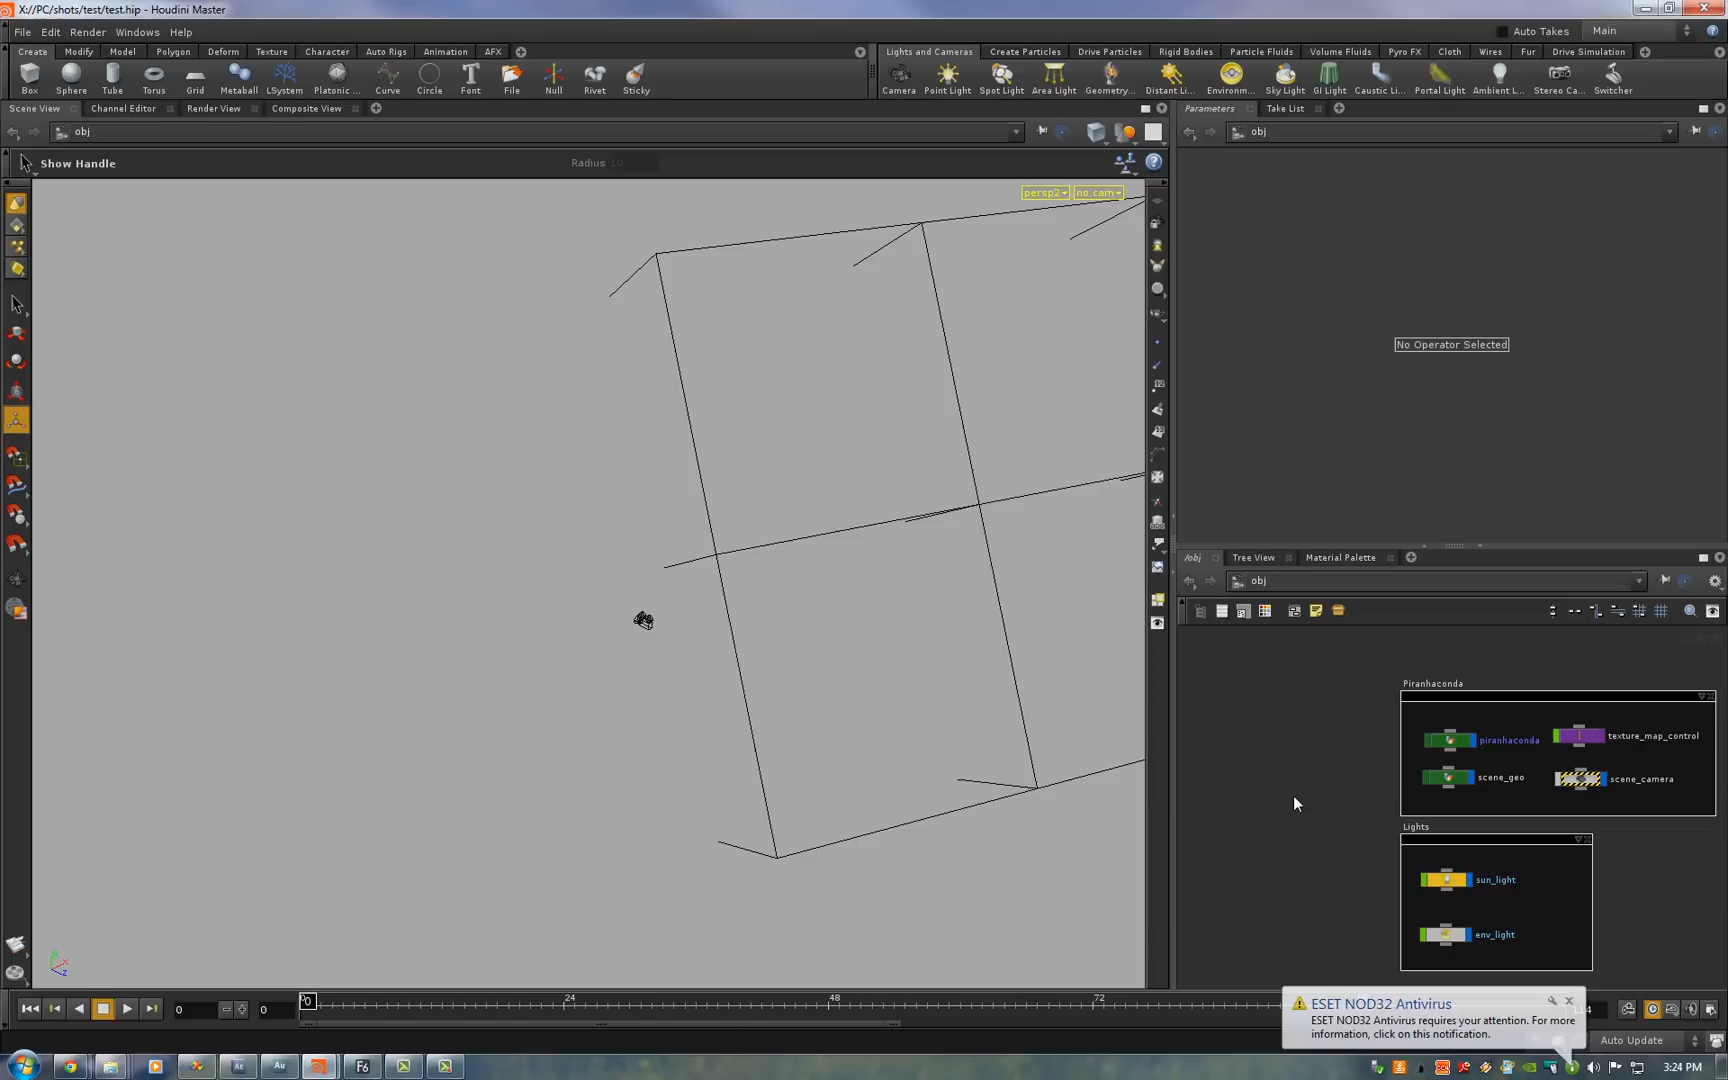 X://PC/shots/test/test.hip - Houdini Master
File Edit Render Windows Help
Auto Takes Main
Create Modify Model Polygon Deform Texture Character Auto Rigs Animation AFX
Lights and Cameras Create Particles Drive Particles Rigid Bodies Particle Fluids Volume Fluids Pyro FX Cloth Wires Fur Drive Simulation
Box Sphere Tube Torus Grid Metaball LSystem Platonic ... Curve Circle Font File Null Rivet Sticky
Camera Point Light Spot Light Area Light Geometry... Distant Li... Environm... Sky Light GI Light Caustic Li... Portal Light Ambient L... Stereo Ca... Switcher
Scene View Channel Editor Render View Composite View
Parameters Take List
obj
obj
Show Handle Radius 10
persp2 no cam
No Operator Selected
/obj Tree View Material Palette
obj
Piranhaconda
piranhaconda texture_map_control
scene_geo scene_camera
Lights
sun_light
env_light
0 0 0 24 48 72
ESET NOD32 Antivirus
ESET NOD32 Antivirus requires your attention. For more
information, click on this notification.
Auto Update
Ae Au F6
3:24 PM